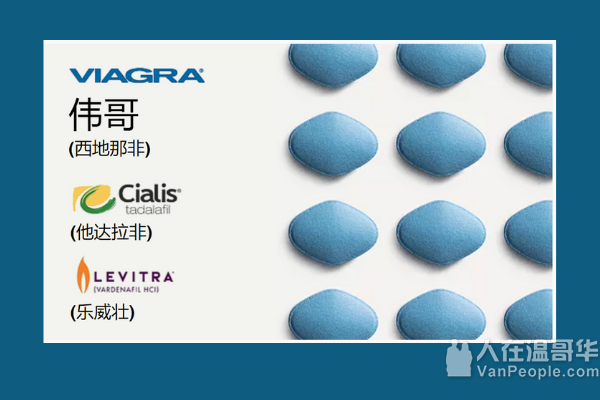 VIAGRA®
伟哥
(西地那非)
Cialis®
tadalafil
(他达拉非)
LEVITRA®
(VARDENAFIL HCl)
(乐威壮)
人在温哥华
VanPeople.com